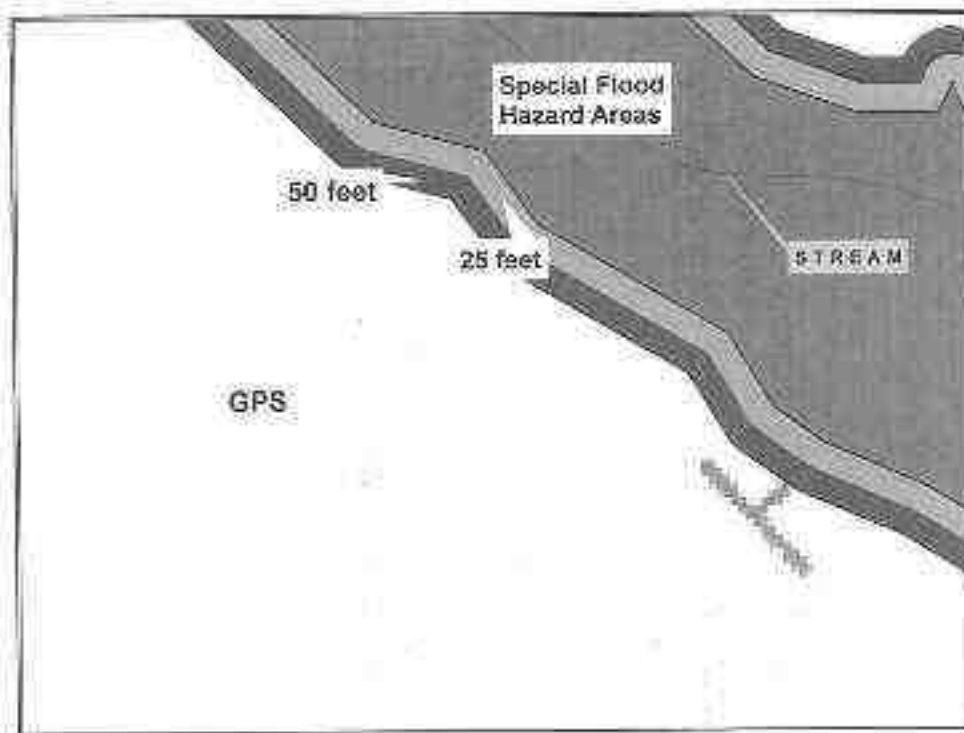 Special Flood
Hazard Areas
50 feet
25 feet
STREAM
GPS